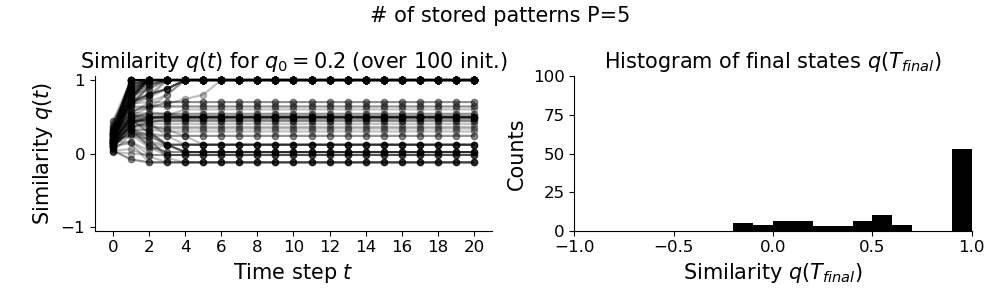 # of stored patterns P=5
Similarity q(t) for q₀ = 0.2 (over 100 init.)
1
0
−1
Similarity q(t)
0 2 4 6 8 10 12 14 16 18 20
Time step t
Histogram of final states q(T_final)
100
75
50
25
0
Counts
−1.0 −0.5 0.0 0.5 1.0
Similarity q(T_final)